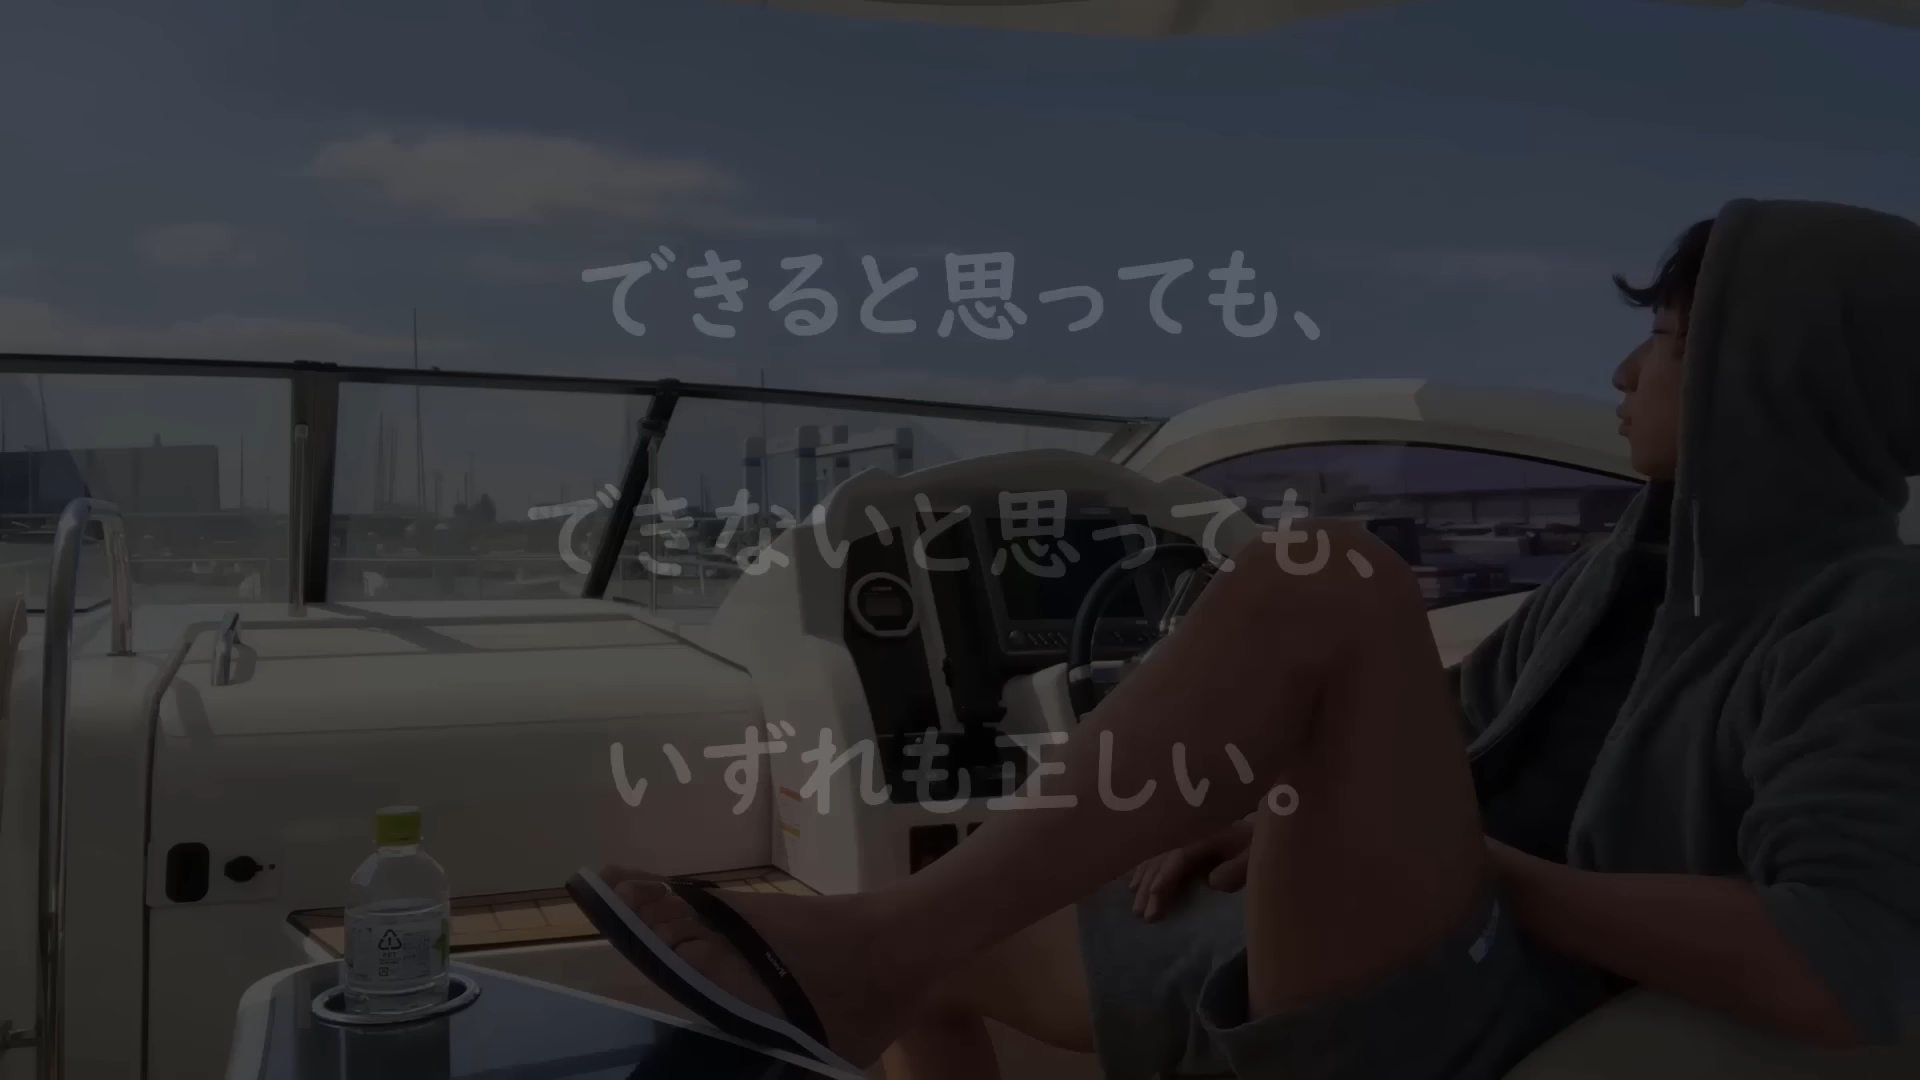 できると思っても、
できないと思っても、
いずれも正しい。